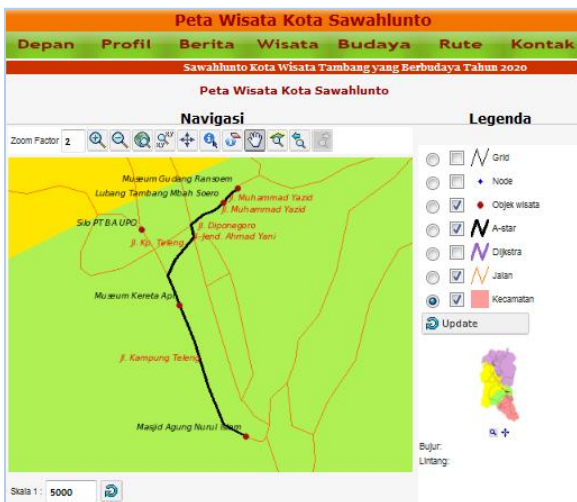 Peta Wisata Kota Sawahlunto
Depan Profil Berita Wisata Budaya Rute Kontak
Sawahlunto Kota Wisata Tambang yang Berbudaya Tahun 2020
Peta Wisata Kota Sawahlunto
Navigasi
Legenda
Zoom Factor 2
Museum Gudang Ransoem
Lubang Tambang Mbah Soero
Jl. Muhammad Yazid
Jl. Muhammad Yazid
Silo PT BA UPO
Jl. Diponegoro
Jl. Jend. Ahmad Yani
Jl. Kp. Teleng
Museum Kereta Api
Jl. Kampung Teleng
Masjid Agung Nurul Islam
Grid
Node
Objek wisata
A-star
Dijkstra
Jalan
Kecamatan
Update
Bujur:
Lintang:
Skala 1 : 5000